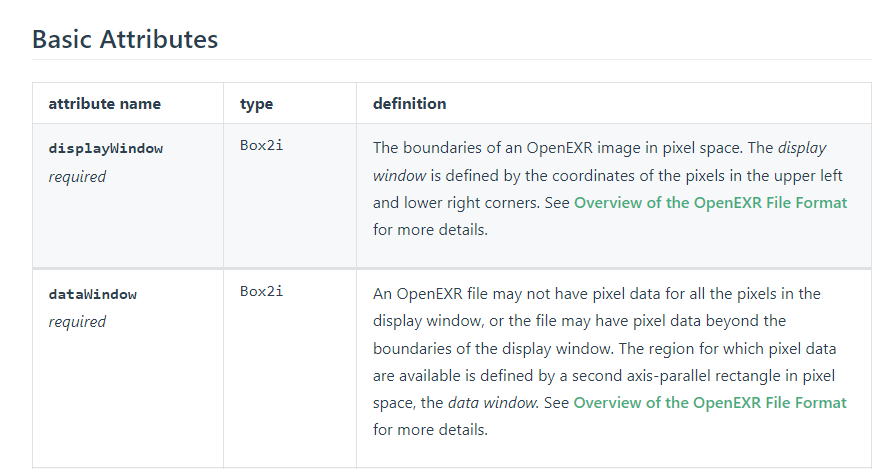 Basic Attributes
attribute name type definition
displayWindow Box2i The boundaries of an OpenEXR image in pixel space. The display
required window is defined by the coordinates of the pixels in the upper left
and lower right corners. See Overview of the OpenEXR File Format
for more details.
dataWindow Box2i An OpenEXR file may not have pixel data for all the pixels in the
required display window, or the file may have pixel data beyond the
boundaries of the display window. The region for which pixel data
are available is defined by a second axis-parallel rectangle in pixel
space, the data window. See Overview of the OpenEXR File Format
for more details.